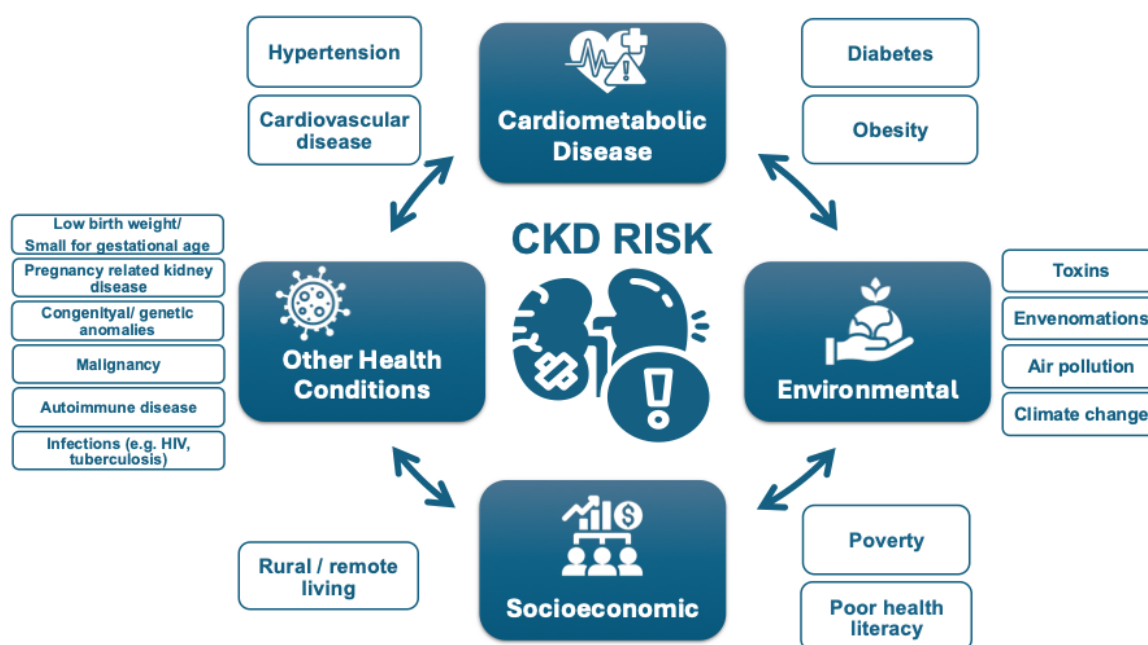 Hypertension
Cardiovascular
disease
Cardiometabolic
Disease
Diabetes
Obesity
CKD RISK
Low birth weight/
Small for gestational age
Pregnancy related kidney
disease
Congenityal/ genetic
anomalies
Malignancy
Autoimmune disease
Infections (e.g. HIV,
tuberculosis)
Other Health
Conditions
Environmental
Toxins
Envenomations
Air pollution
Climate change
Rural / remote
living
$
Socioeconomic
Poverty
Poor health
literacy